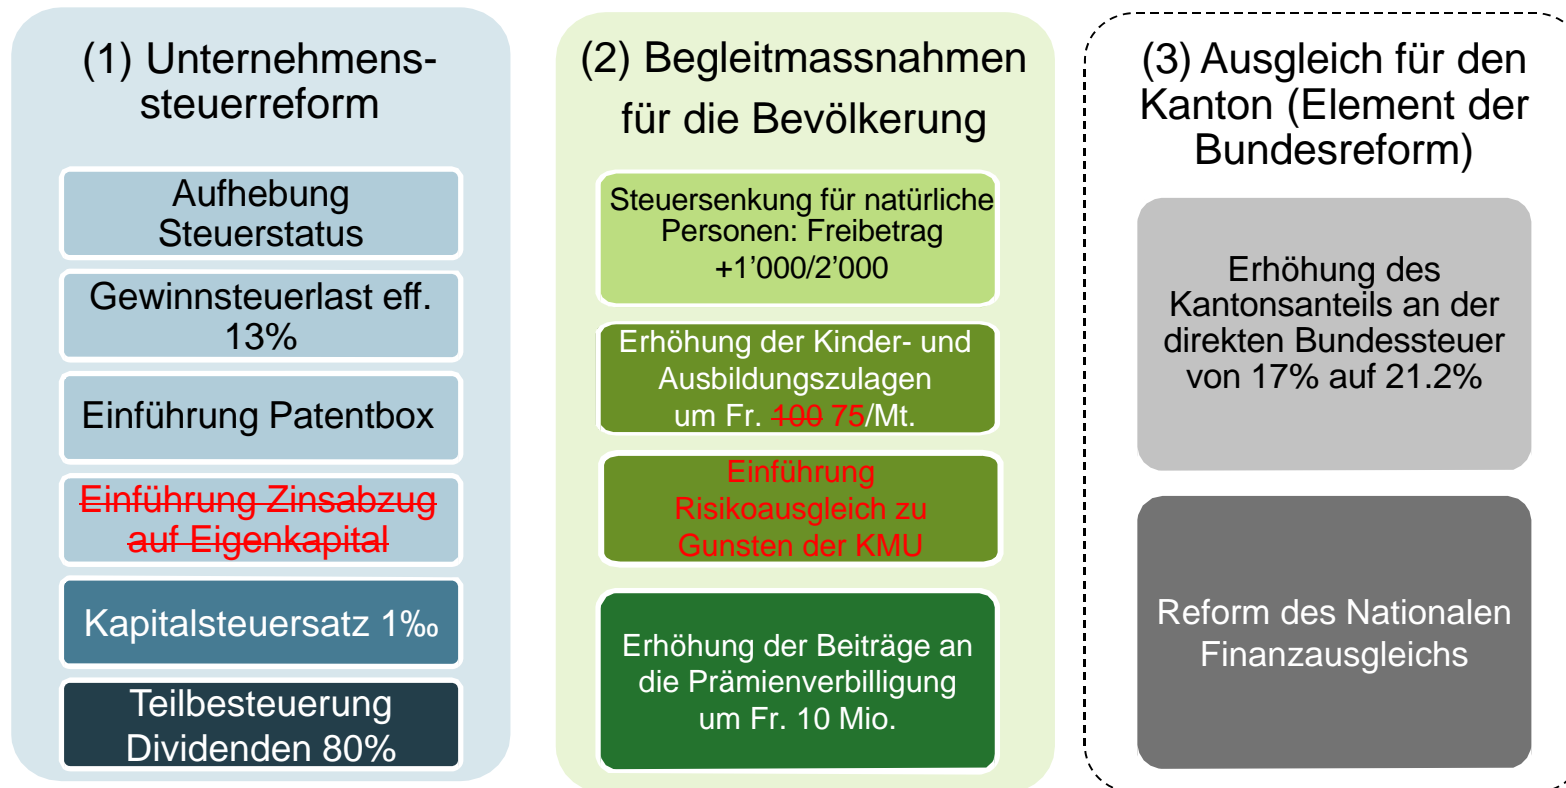 (1) Unternehmens-
steuerreform
Aufhebung
Steuerstatus
Gewinnsteuerlast eff.
13%
Einführung Patentbox
Einführung Zinsabzug
auf Eigenkapital
Kapitalsteuersatz 1‰
Teilbesteuerung
Dividenden 80%
(2) Begleitmassnahmen
für die Bevölkerung
Steuersenkung für natürliche
Personen: Freibetrag
+1’000/2’000
Erhöhung der Kinder- und
Ausbildungszulagen
um Fr. 100 75/Mt.
Einführung
Risikoausgleich zu
Gunsten der KMU
Erhöhung der Beiträge an
die Prämienverbilligung
um Fr. 10 Mio.
(3) Ausgleich für den
Kanton (Element der
Bundesreform)
Erhöhung des
Kantonsanteils an der
direkten Bundessteuer
von 17% auf 21.2%
Reform des Nationalen
Finanzausgleichs